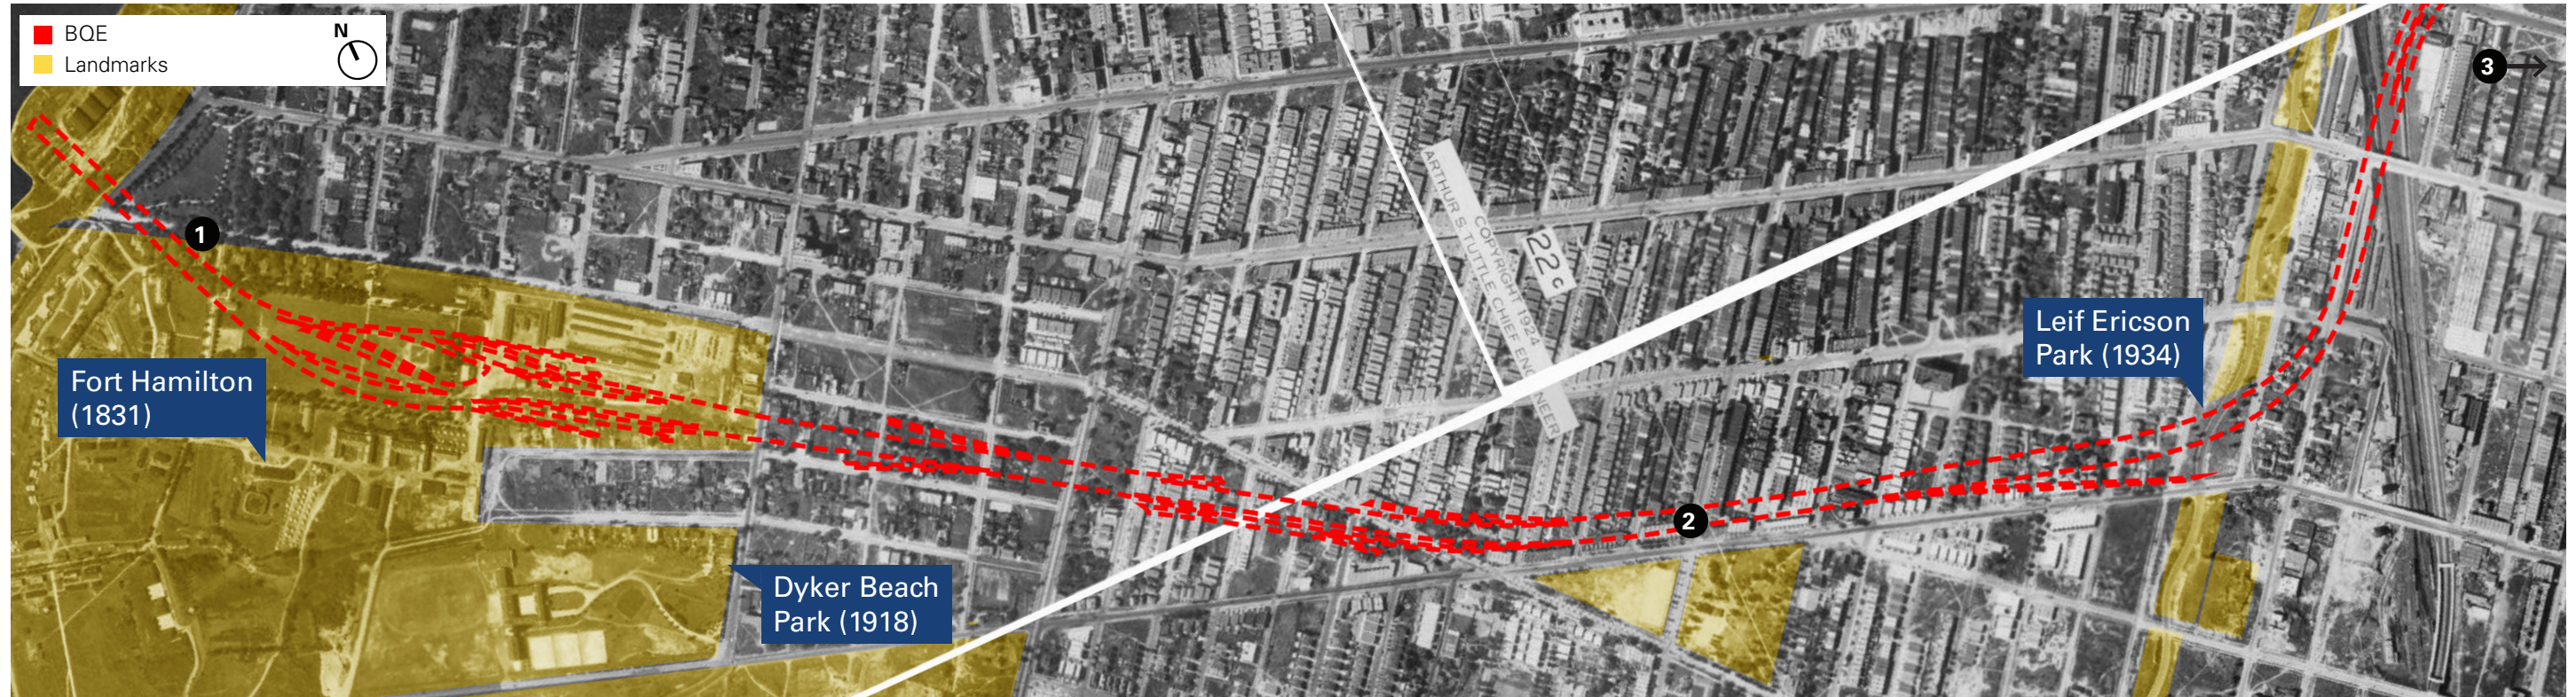 BQE
Landmarks
N
3
1
ARTHUR S TUTTLE CHIEF ENGINEER
COPYRIGHT 1924
22 C
Leif Ericson
Park (1934)
Fort Hamilton
(1831)
2
Dyker Beach
Park (1918)